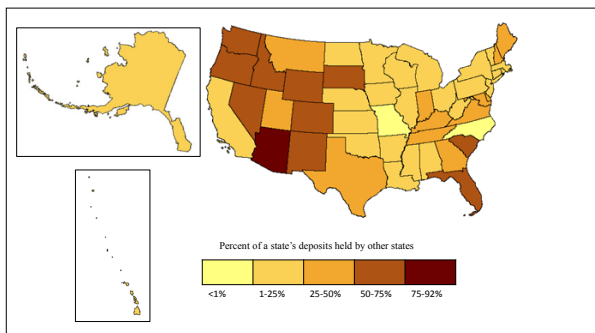 Percent of a state's deposits held by other states
<1% 1-25% 25-50% 50-75% 75-92%